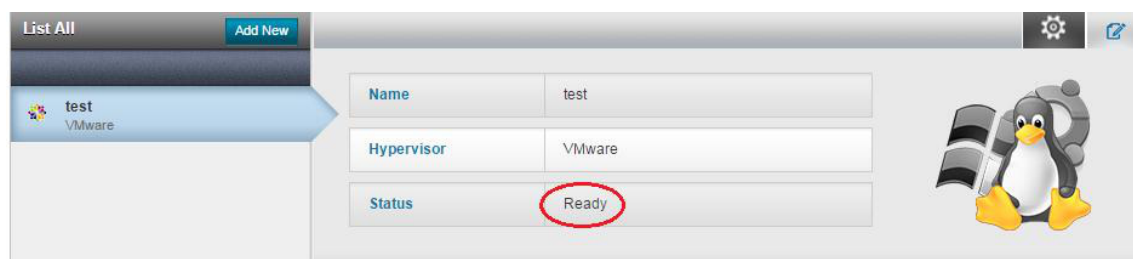 List All
Add New
test
VMware
Name test
Hypervisor VMware
Status Ready